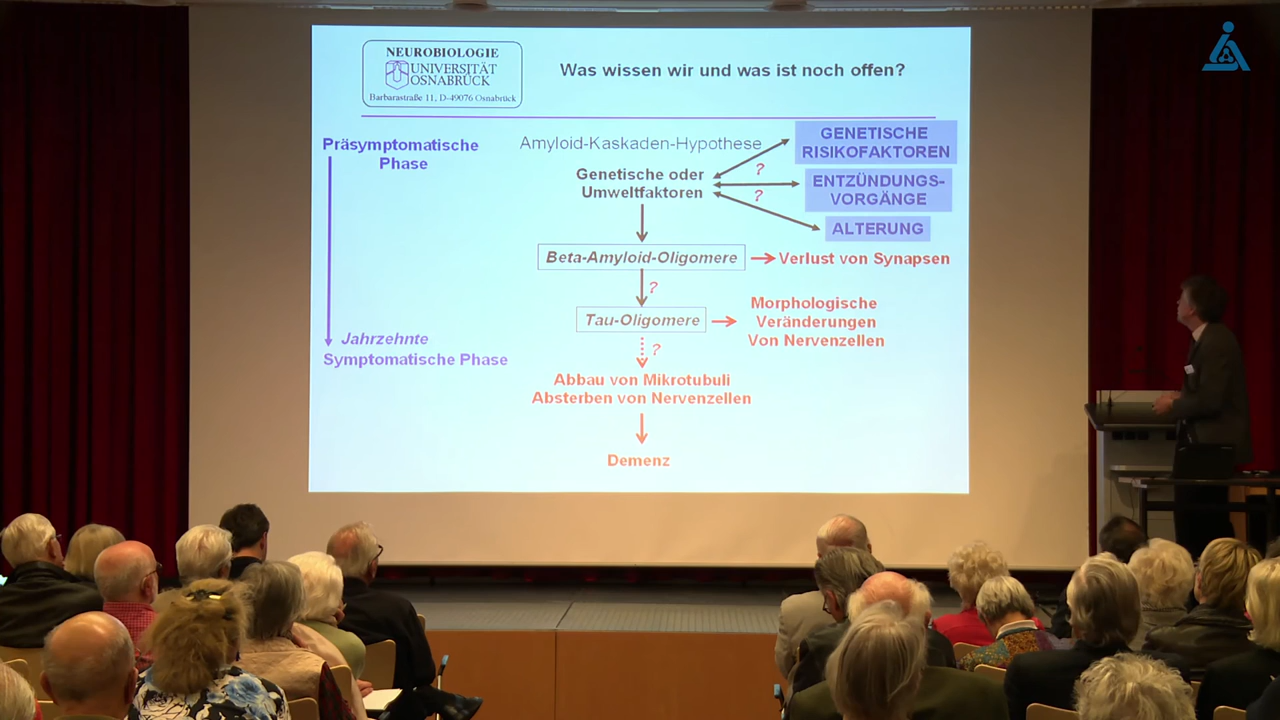 NEUROBIOLOGIE
UNIVERSITÄT
OSNABRÜCK
Barbarastraße 11, D-49076 Osnabrück
Was wissen wir und was ist noch offen?
Präsymptomatische
Phase
Jahrzehnte
Symptomatische Phase
Amyloid-Kaskaden-Hypothese
Genetische oder
Umweltfaktoren
?
?
GENETISCHE
RISIKOFAKTOREN
ENTZÜNDUNGS-
VORGÄNGE
ALTERUNG
Beta-Amyloid-Oligomere
Verlust von Synapsen
?
Tau-Oligomere
Morphologische
Veränderungen
Von Nervenzellen
?
Abbau von Mikrotubuli
Absterben von Nervenzellen
Demenz